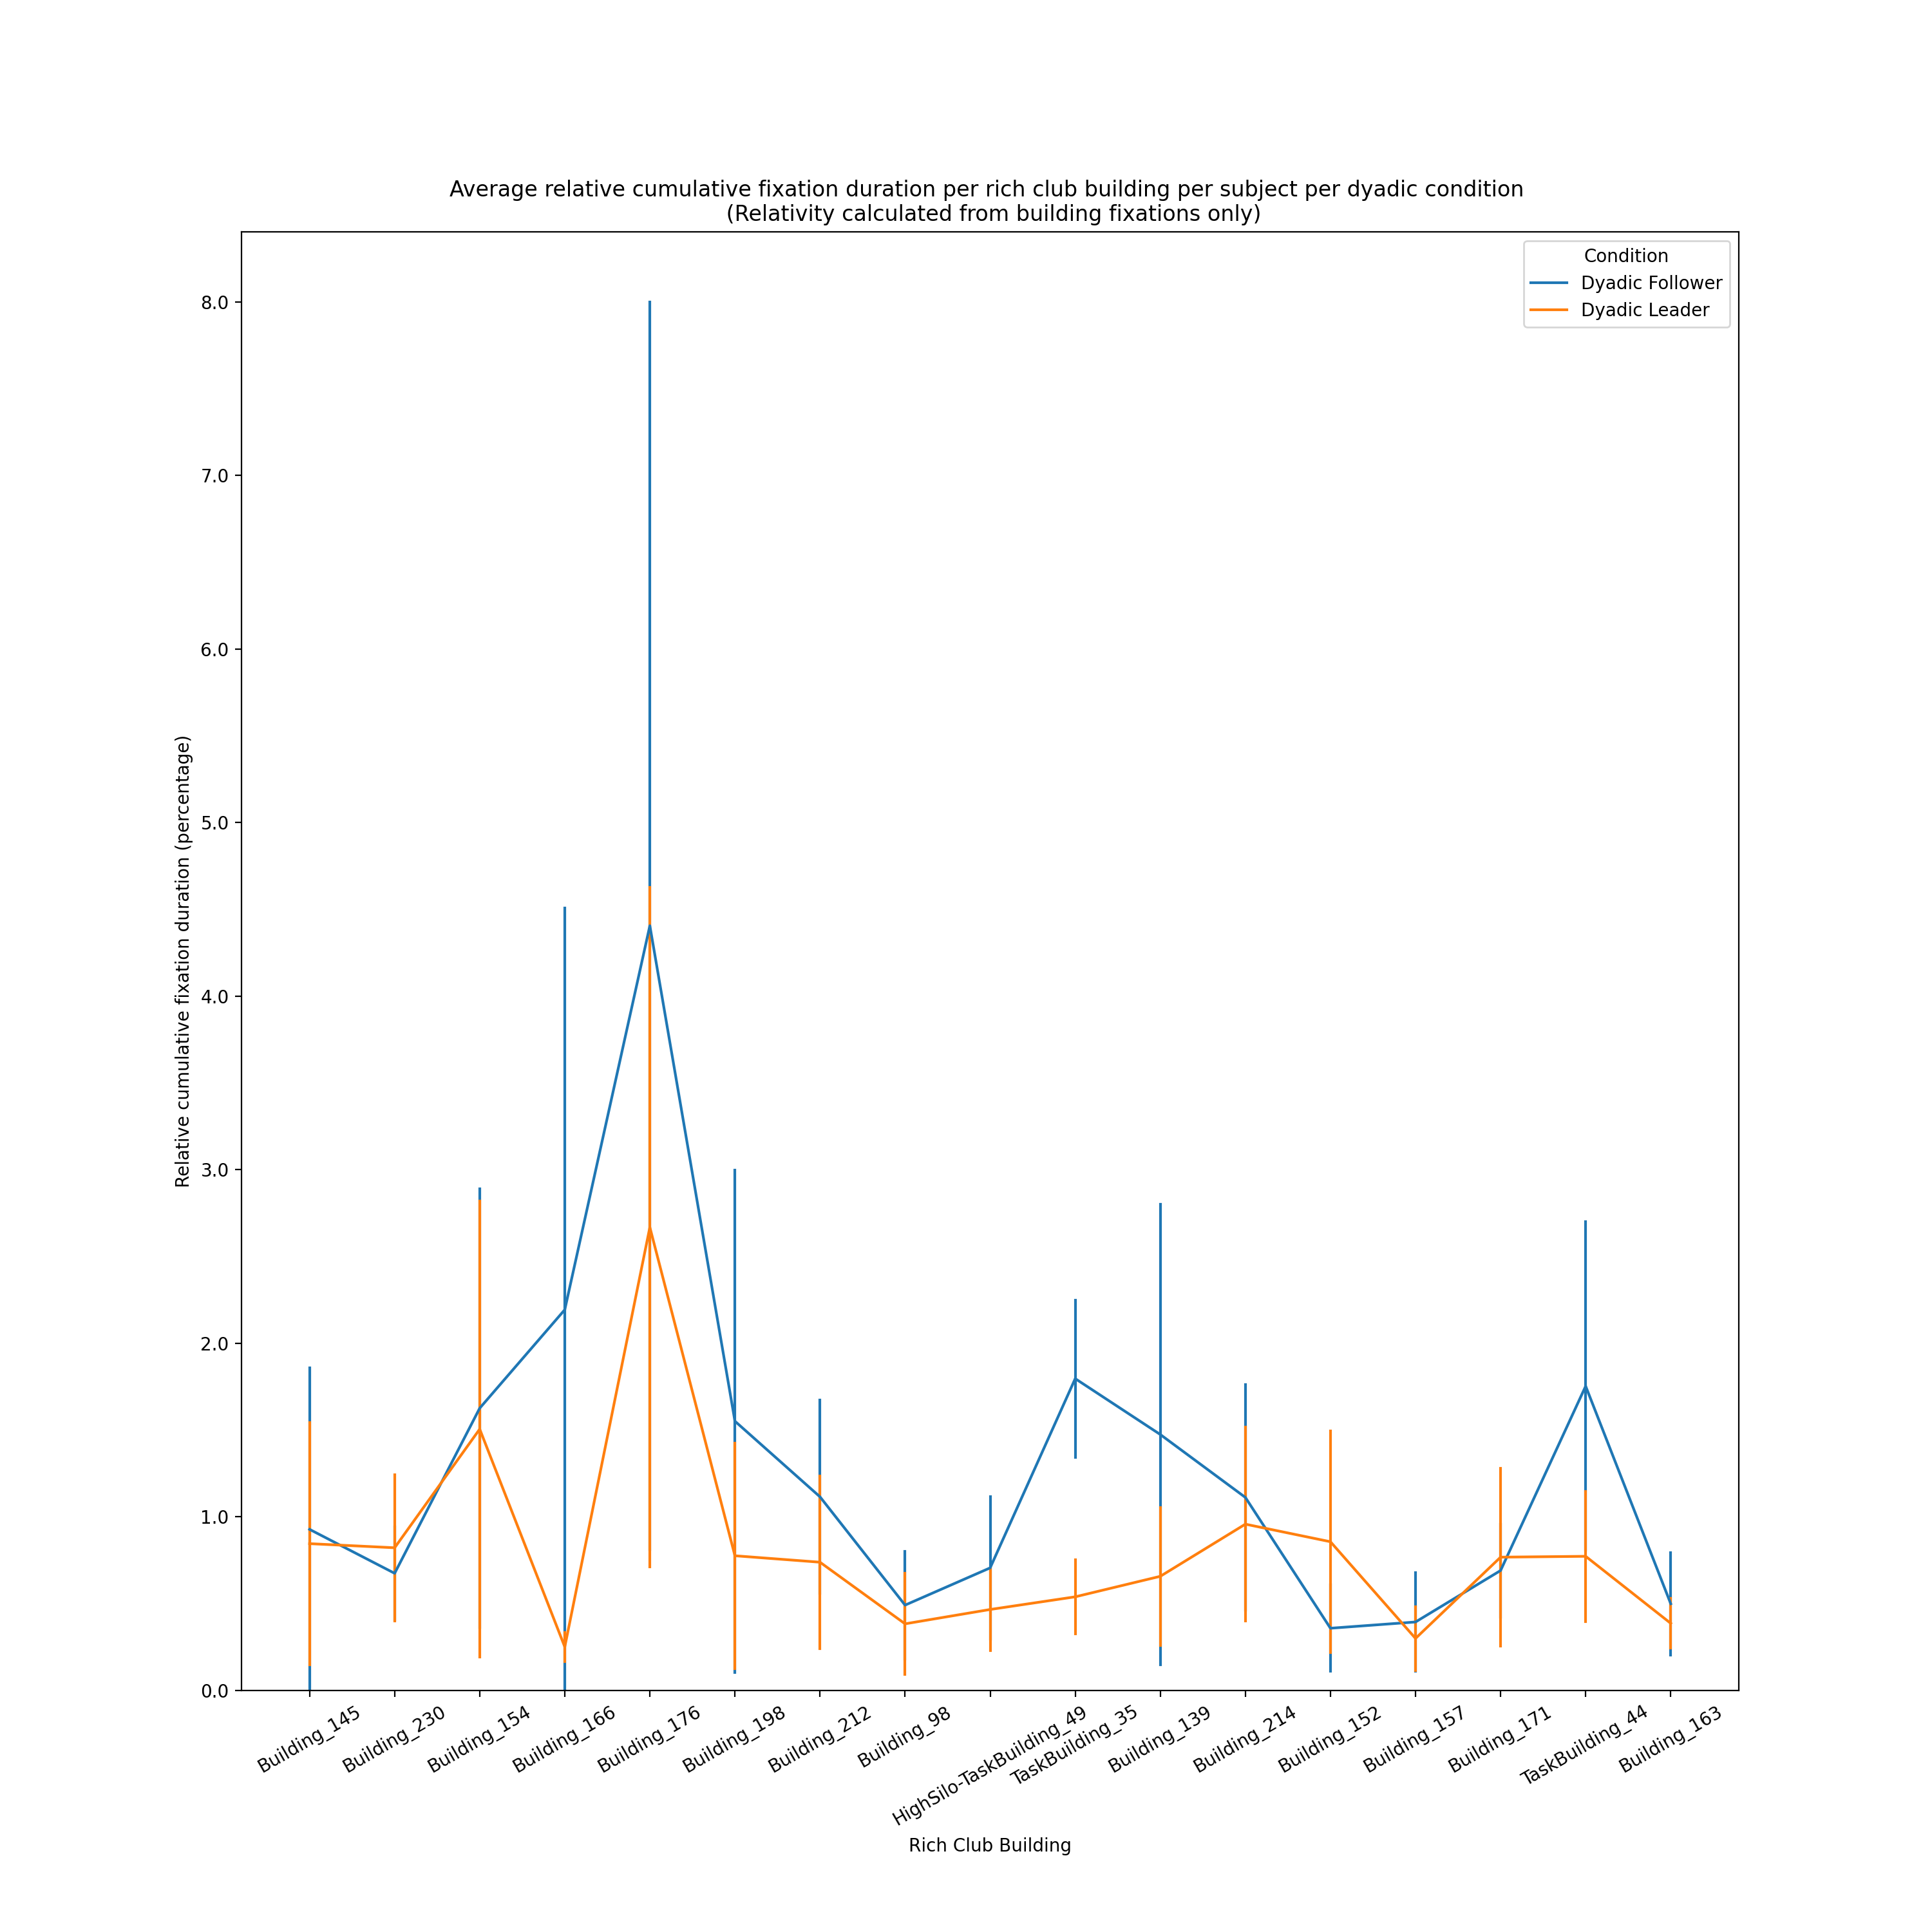 Average relative cumulative fixation duration per rich club building per subject per dyadic condition
(Relativity calculated from building fixations only)
Condition
Dyadic Follower
Dyadic Leader
8.0
7.0
6.0
5.0
4.0
3.0
2.0
1.0
0.0
Relative cumulative fixation duration (percentage)
Building_145
Building_230
Building_154
Building_166
Building_176
Building_198
Building_212
Building_98
HighSilo-TaskBuilding_49
TaskBuilding_35
Building_139
Building_214
Building_152
Building_157
Building_171
TaskBuilding_44
Building_163
Rich Club Building